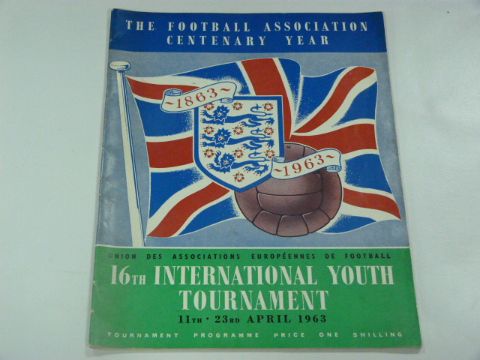 THE FOOTBALL ASSOCIATION
CENTENARY YEAR
~1863~
~1963~
UNION DES ASSOCIATIONS EUROPÉENNES DE FOOTBALL
16TH INTERNATIONAL YOUTH
TOURNAMENT
11TH · 23RD APRIL 1963
TOURNAMENT PROGRAMME PRICE ONE SHILLING